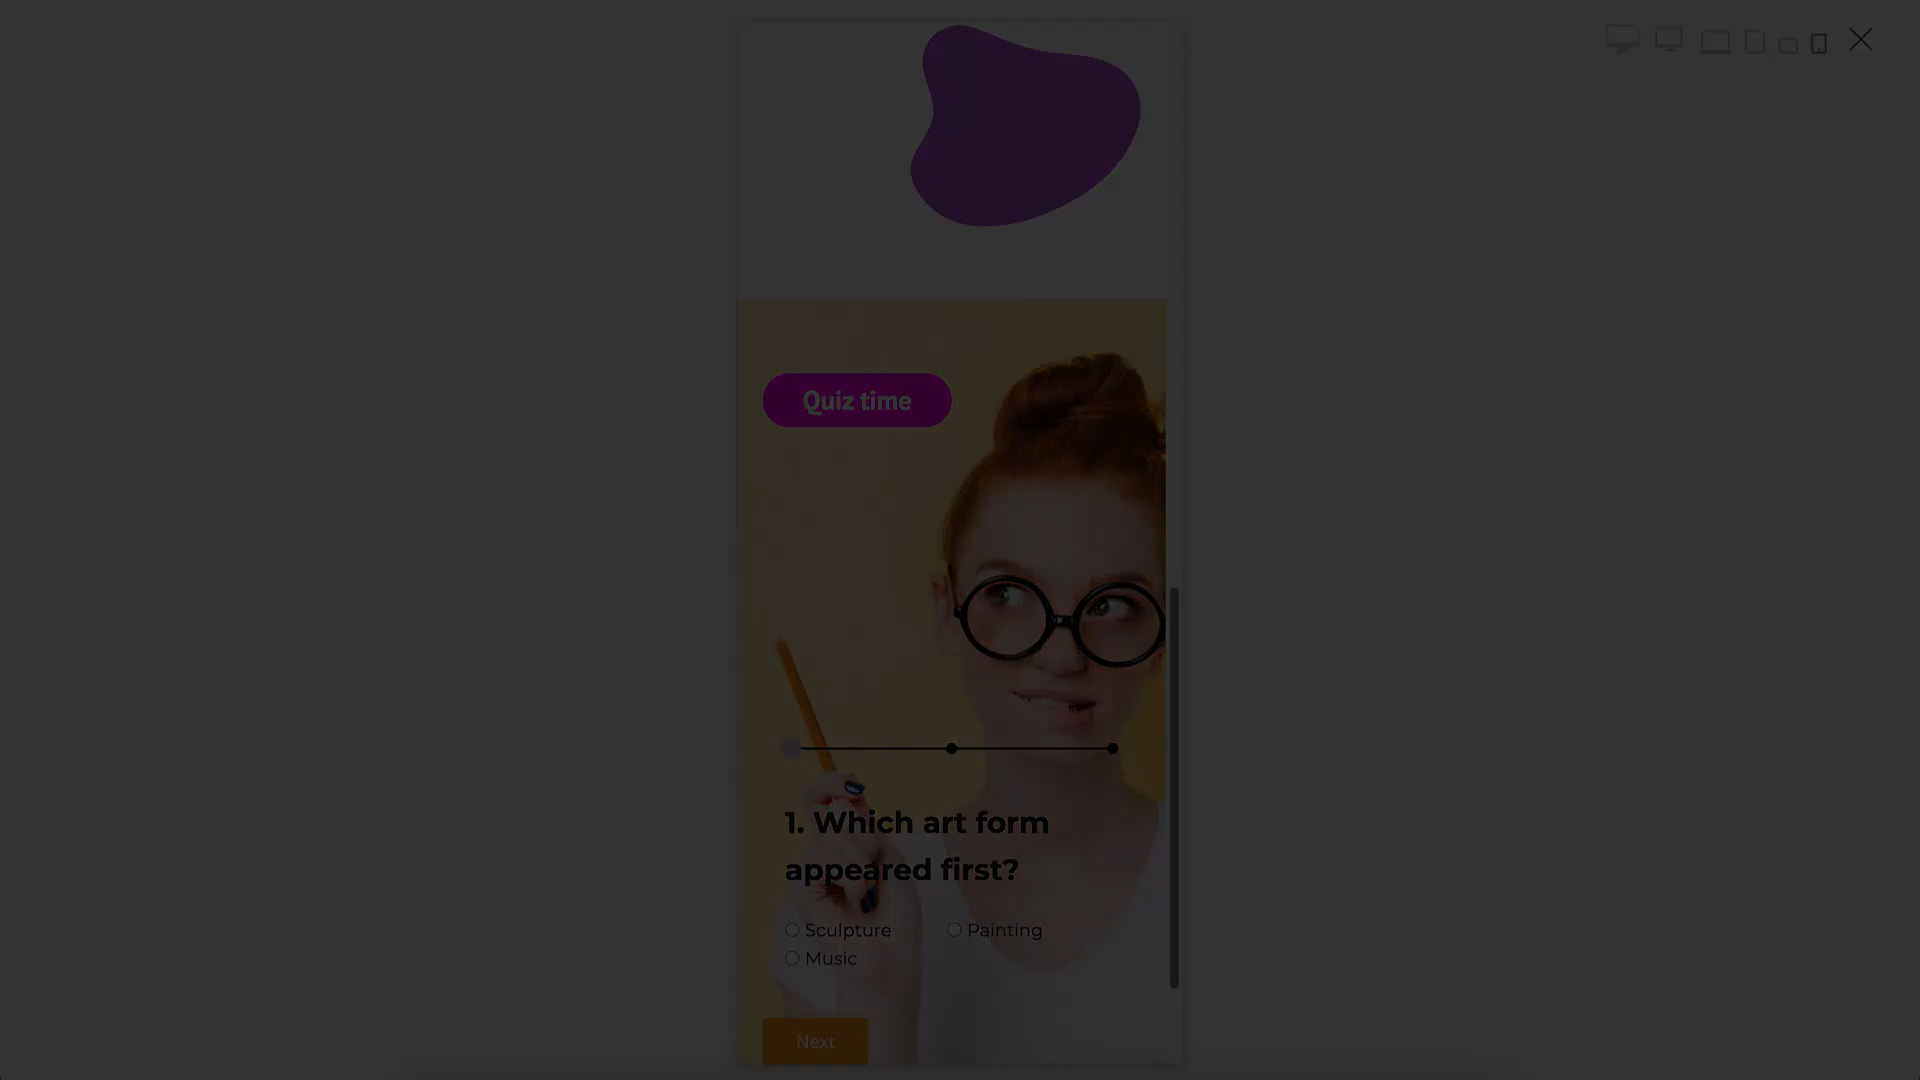 Quiz time
1. Which art form
appeared first?
Sculpture Painting
Music
Next